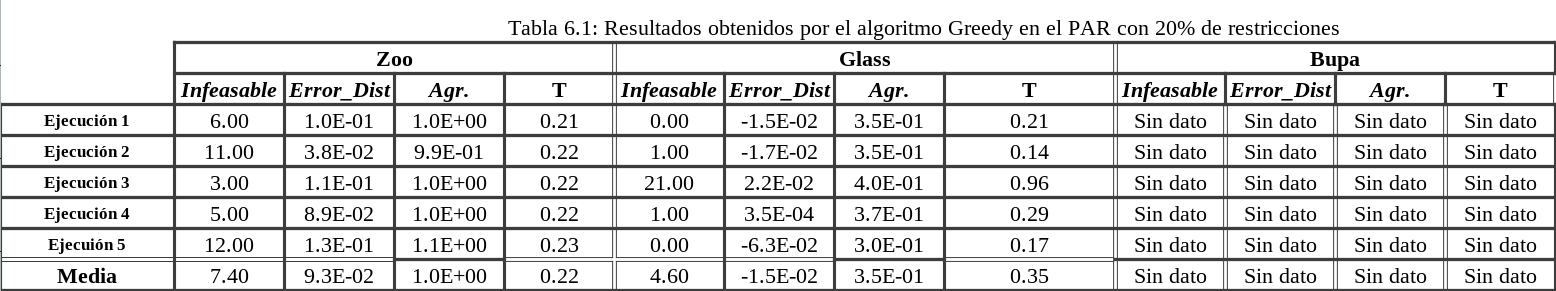 Tabla 6.1: Resultados obtenidos por el algoritmo Greedy en el PAR con 20% de restricciones
Zoo Glass Bupa
Infeasable Error_Dist Agr. T Infeasable Error_Dist Agr. T Infeasable Error_Dist Agr. T
Ejecución 1 6.00 1.0E-01 1.0E+00 0.21 0.00 -1.5E-02 3.5E-01 0.21 Sin dato Sin dato Sin dato Sin dato
Ejecución 2 11.00 3.8E-02 9.9E-01 0.22 1.00 -1.7E-02 3.5E-01 0.14 Sin dato Sin dato Sin dato Sin dato
Ejecución 3 3.00 1.1E-01 1.0E+00 0.22 21.00 2.2E-02 4.0E-01 0.96 Sin dato Sin dato Sin dato Sin dato
Ejecución 4 5.00 8.9E-02 1.0E+00 0.22 1.00 3.5E-04 3.7E-01 0.29 Sin dato Sin dato Sin dato Sin dato
Ejecuión 5 12.00 1.3E-01 1.1E+00 0.23 0.00 -6.3E-02 3.0E-01 0.17 Sin dato Sin dato Sin dato Sin dato
Media 7.40 9.3E-02 1.0E+00 0.22 4.60 -1.5E-02 3.5E-01 0.35 Sin dato Sin dato Sin dato Sin dato